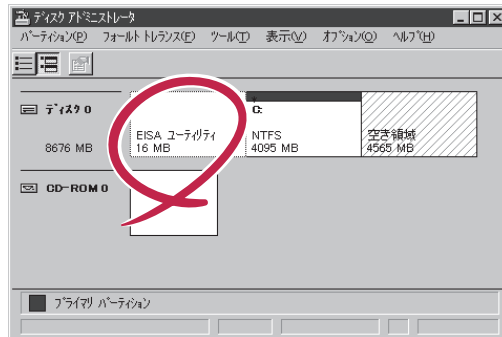 ディスク アドミニストレータ
パーティション(P) フォールト トレランス(F) ツール(T) 表示(V) オプション(O) ヘルプ(H)
ディスク 0
8676 MB
EISA ユーティリティ
16 MB
C:
NTFS
4095 MB
空き領域
4565 MB
CD-ROM 0
プライマリ パーティション